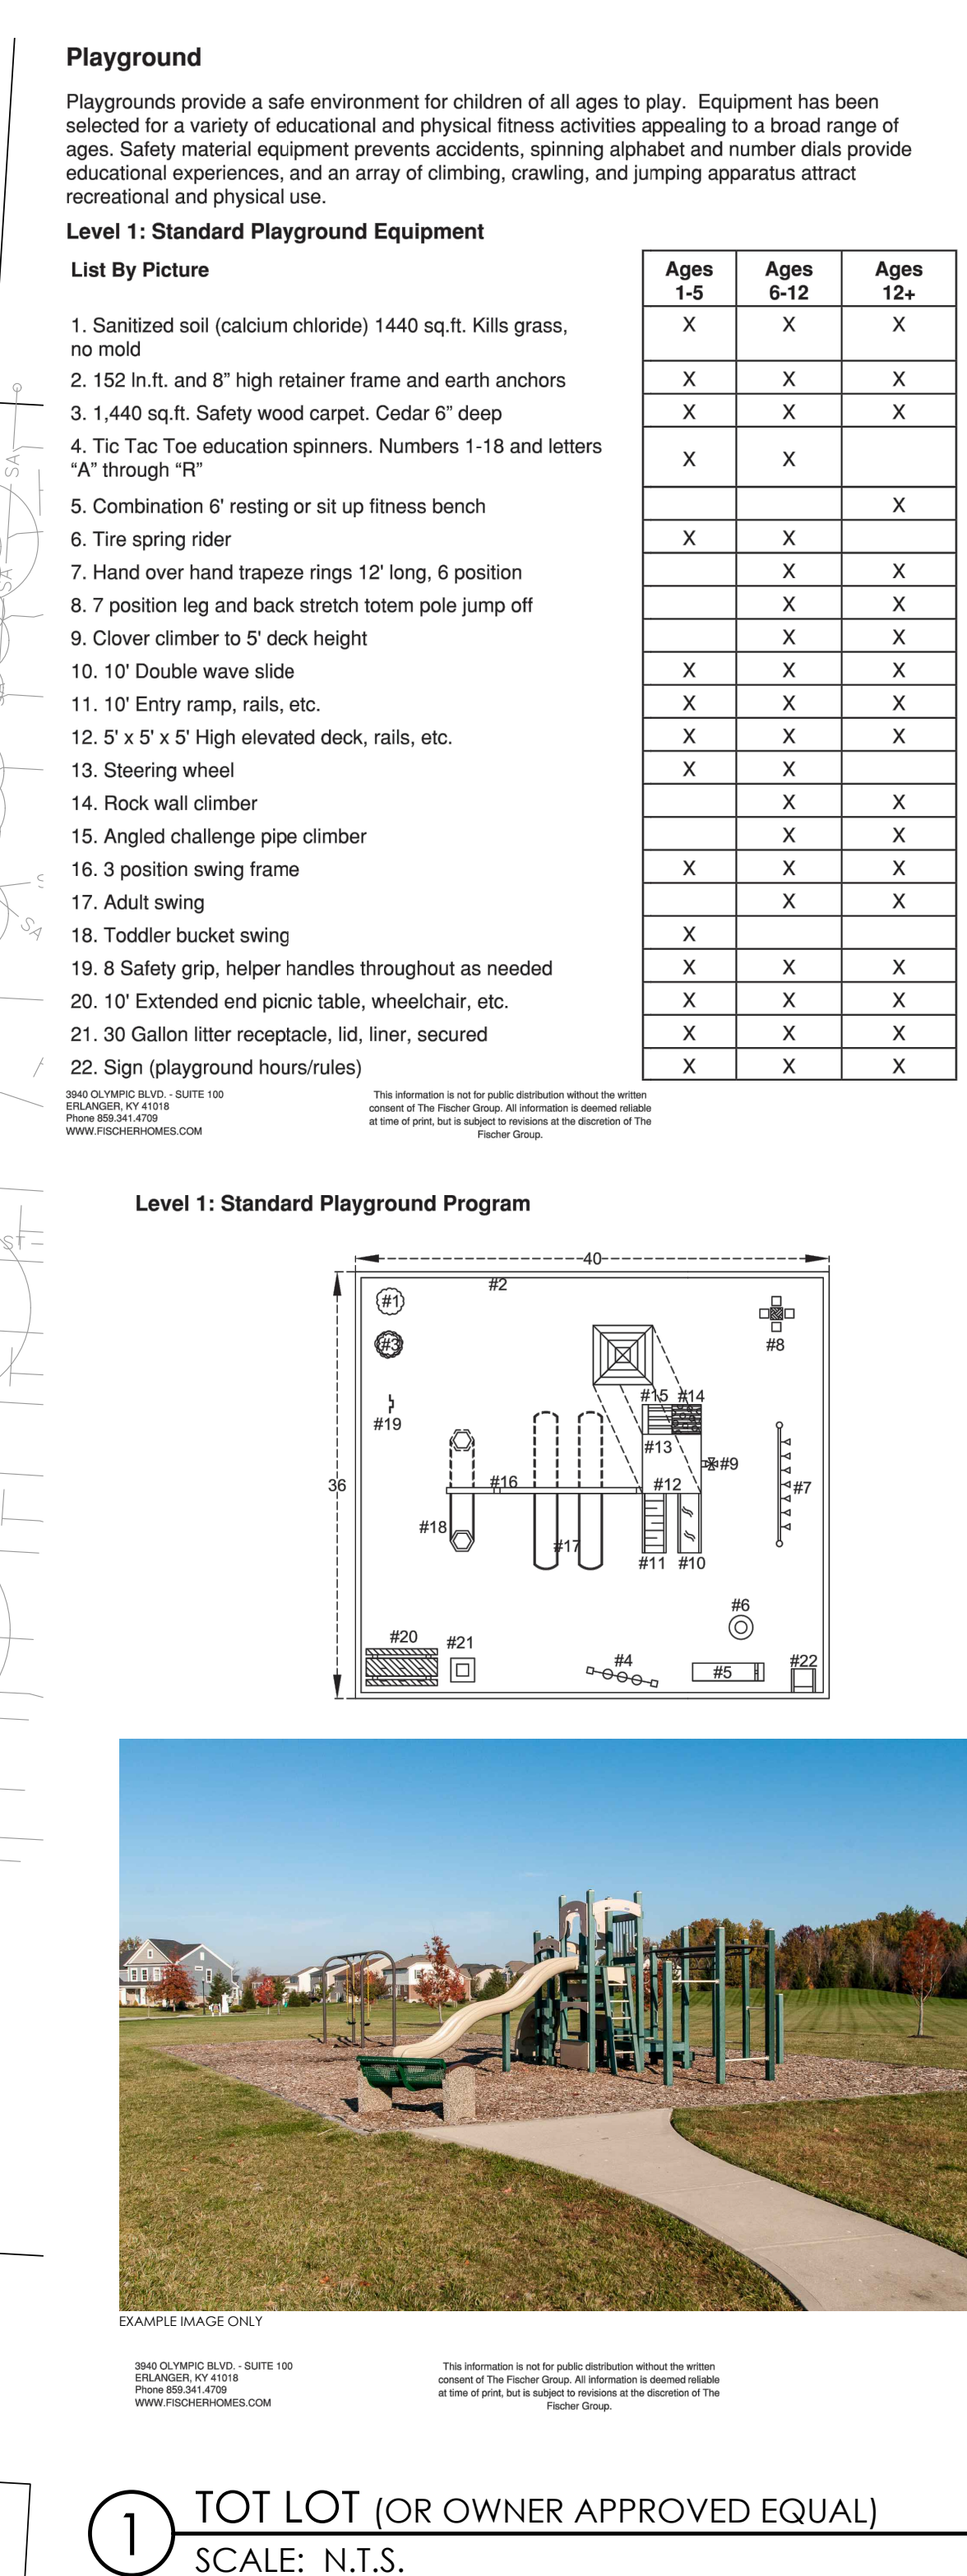 Playground
Playgrounds provide a safe environment for children of all ages to play.  Equipment has been
selected for a variety of educational and physical fitness activities appealing to a broad range of
ages. Safety material equipment prevents accidents, spinning alphabet and number dials provide
educational experiences, and an array of climbing, crawling, and jumping apparatus attract
recreational and physical use.
Level 1: Standard Playground Equipment
List By Picture
Ages Ages Ages
1-5 6-12 12+
1. Sanitized soil (calcium chloride) 1440 sq.ft. Kills grass, X X X
no mold
2. 152 ln.ft. and 8” high retainer frame and earth anchors X X X
3. 1,440 sq.ft. Safety wood carpet. Cedar 6” deep X X X
4. Tic Tac Toe education spinners. Numbers 1-18 and letters
“A” through “R” X X
5. Combination 6' resting or sit up fitness bench X
6. Tire spring rider X X
7. Hand over hand trapeze rings 12' long, 6 position X X
8. 7 position leg and back stretch totem pole jump off X X
9. Clover climber to 5' deck height X X
10. 10' Double wave slide X X X
11. 10' Entry ramp, rails, etc. X X X
12. 5' x 5' x 5' High elevated deck, rails, etc. X X X
13. Steering wheel X X
14. Rock wall climber X X
15. Angled challenge pipe climber X X
16. 3 position swing frame X X X
17. Adult swing X X
18. Toddler bucket swing X
19. 8 Safety grip, helper handles throughout as needed X X X
20. 10' Extended end picnic table, wheelchair, etc. X X X
21. 30 Gallon litter receptacle, lid, liner, secured X X X
22. Sign (playground hours/rules) X X X
3940 OLYMPIC BLVD. - SUITE 100
ERLANGER, KY 41018
Phone 859.341.4709
WWW.FISCHERHOMES.COM
This information is not for public distribution without the written
consent of The Fischer Group. All information is deemed reliable
at time of print, but is subject to revisions at the discretion of The
Fischer Group.
SA
SA
SA
SA
ST
Level 1: Standard Playground Program
40
#2
#1
#3
#8
#19
#15 #14
#13
#9
36
#16
#12
#7
#18
#17
#11 #10
#6
#20
#21
#4
#5
#22
EXAMPLE IMAGE ONLY
3940 OLYMPIC BLVD. - SUITE 100
ERLANGER, KY 41018
Phone 859.341.4709
WWW.FISCHERHOMES.COM
This information is not for public distribution without the written
consent of The Fischer Group. All information is deemed reliable
at time of print, but is subject to revisions at the discretion of The
Fischer Group.
1 TOT LOT (OR OWNER APPROVED EQUAL)
SCALE: N.T.S.